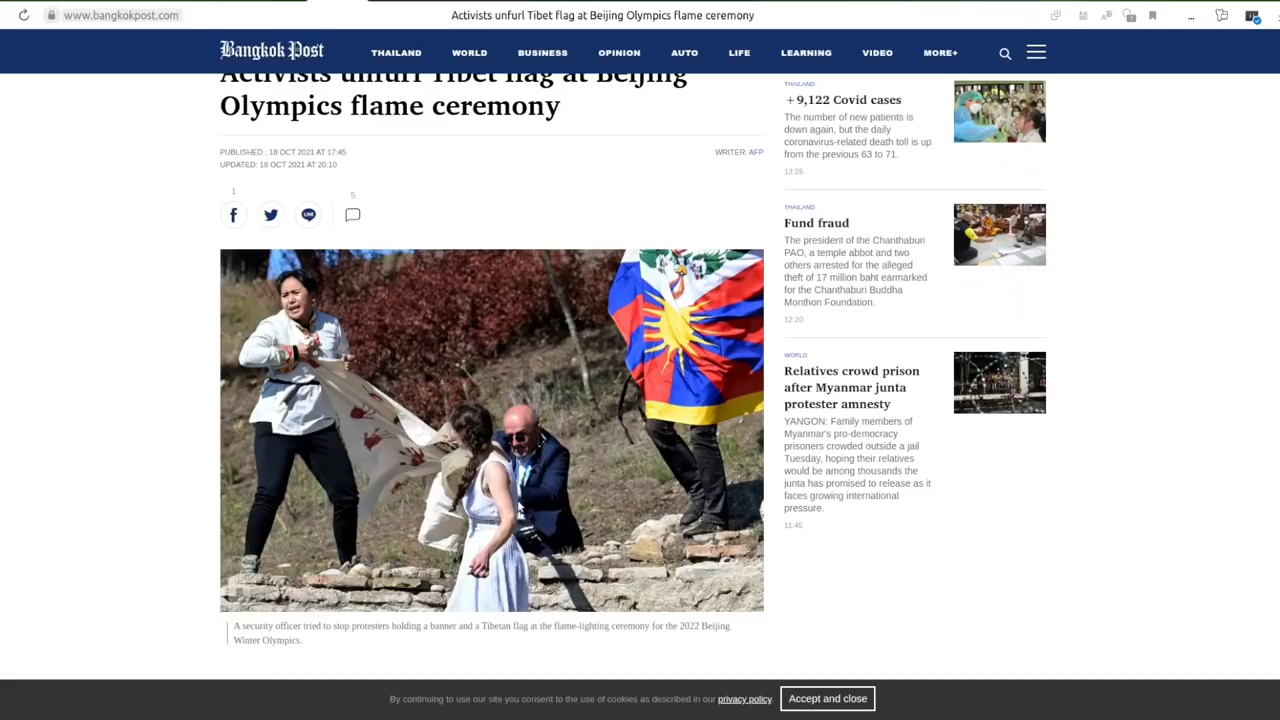 www.bangkokpost.com
Activists unfurl Tibet flag at Beijing Olympics flame ceremony
Bangkok Post
THAILAND WORLD BUSINESS OPINION AUTO LIFE LEARNING VIDEO MORE+
Activists unfurl Tibet flag at Beijing
Olympics flame ceremony
PUBLISHED : 18 OCT 2021 AT 17:45
UPDATED: 18 OCT 2021 AT 20:10
WRITER: AFP
1
5
LINE
A security officer tried to stop protesters holding a banner and a Tibetan flag at the flame-lighting ceremony for the 2022 Beijing
Winter Olympics.
THAILAND
+9,122 Covid cases
The number of new patients is
down again, but the daily
coronavirus-related death toll is up
from the previous 63 to 71.
13:25
THAILAND
Fund fraud
The president of the Chanthaburi
PAO, a temple abbot and two
others arrested for the alleged
theft of 17 million baht earmarked
for the Chanthaburi Buddha
Monthon Foundation.
12:20
WORLD
Relatives crowd prison
after Myanmar junta
protester amnesty
YANGON: Family members of
Myanmar's pro-democracy
prisoners crowded outside a jail
Tuesday, hoping their relatives
would be among thousands the
junta has promised to release as it
faces growing international
pressure.
11:45
By continuing to use our site you consent to the use of cookies as described in our privacy policy.
Accept and close